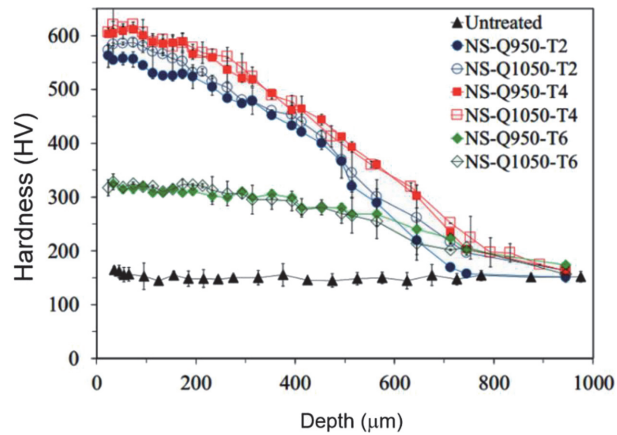 600
500
400
300
200
100
0
Hardness (HV)
Untreated
NS-Q950-T2
NS-Q1050-T2
NS-Q950-T4
NS-Q1050-T4
NS-Q950-T6
NS-Q1050-T6
0 200 400 600 800 1000
Depth (μm)